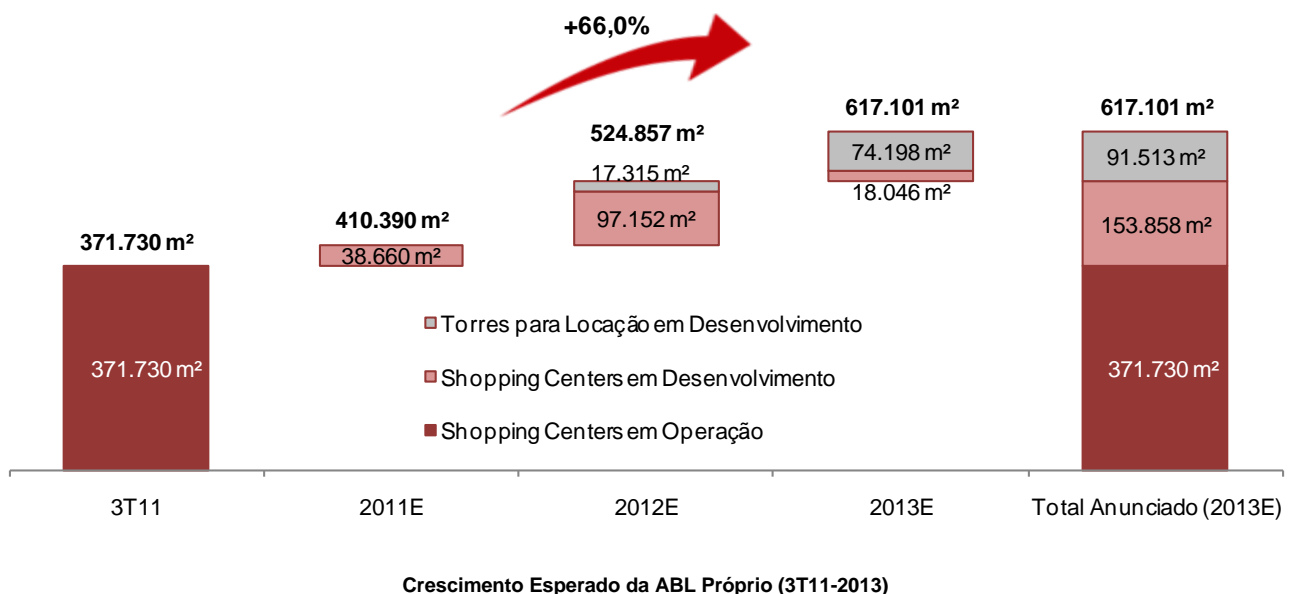 +66,0%
617.101 m²
617.101 m²
524.857 m²
74.198 m²
91.513 m²
17.315 m²
18.046 m²
410.390 m²
97.152 m²
153.858 m²
371.730 m²
38.660 m²
Torres para Locação em Desenvolvimento
371.730 m²
Shopping Centers em Desenvolvimento
371.730 m²
Shopping Centers em Operação
3T11
2011E
2012E
2013E
Total Anunciado (2013E)
Crescimento Esperado da ABL Próprio (3T11-2013)